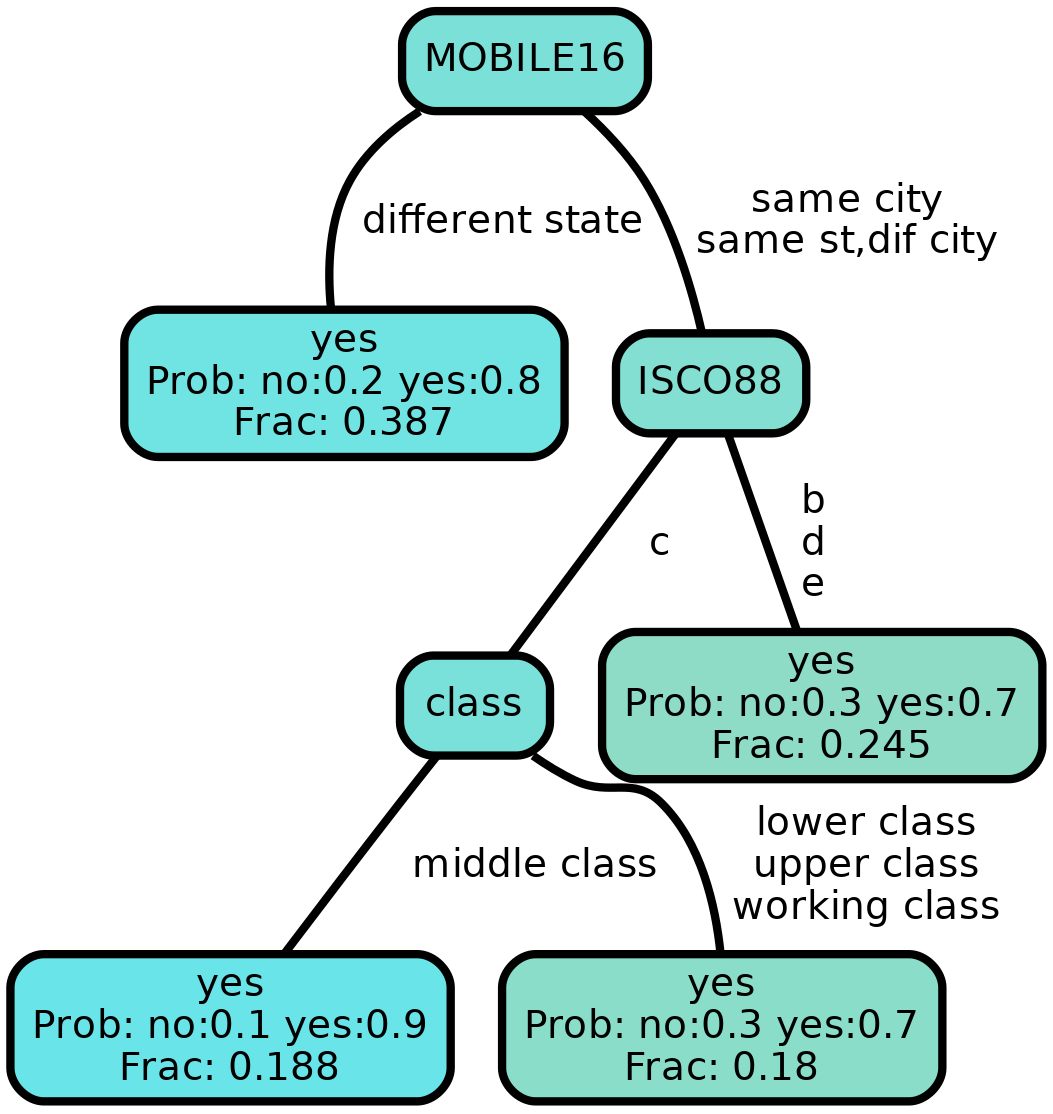 MOBILE16
different state
same city
same st,dif city
yes
Prob: no:0.2 yes:0.8
Frac: 0.387
ISCO88
c
b
d
e
class
yes
Prob: no:0.3 yes:0.7
Frac: 0.245
middle class
lower class
upper class
working class
yes
Prob: no:0.1 yes:0.9
Frac: 0.188
yes
Prob: no:0.3 yes:0.7
Frac: 0.18